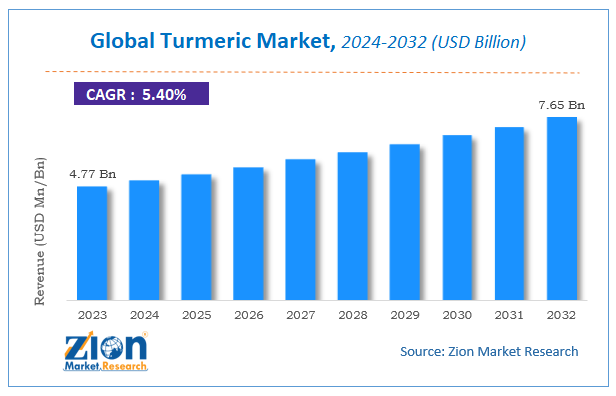 Global Turmeric Market, 2024-2032 (USD Billion)
CAGR : 5.40%
7.65 Bn
4.77 Bn
Revenue (USD Mn/Bn)
2023 2024 2025 2026 2027 2028 2029 2030 2031 2032
Zion
Market.Research
Source: Zion Market Research